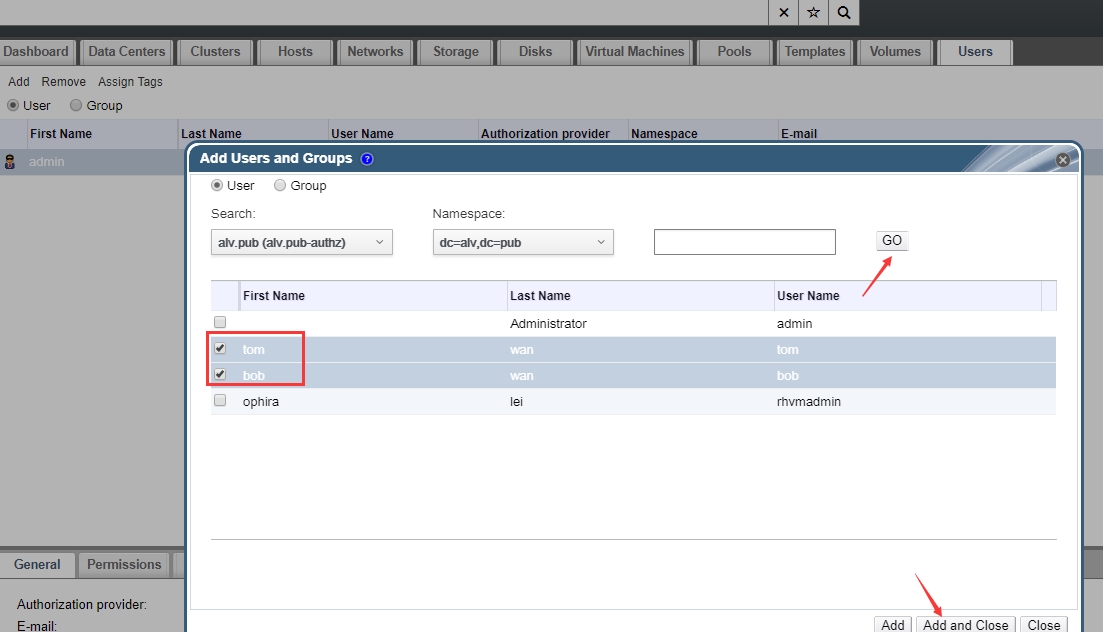 Dashboard Data Centers Clusters Hosts Networks Storage Disks Virtual Machines Pools Templates Volumes Users
Add Remove Assign Tags
User Group
First Name Last Name User Name Authorization provider Namespace E-mail
admin
Add Users and Groups ?
User Group
Search: Namespace:
alv.pub (alv.pub-authz) dc=alv,dc=pub GO
First Name Last Name User Name
Administrator admin
tom wan tom
bob wan bob
ophira lei rhvmadmin
General Permissions
Authorization provider:
E-mail:
Add Add and Close Close